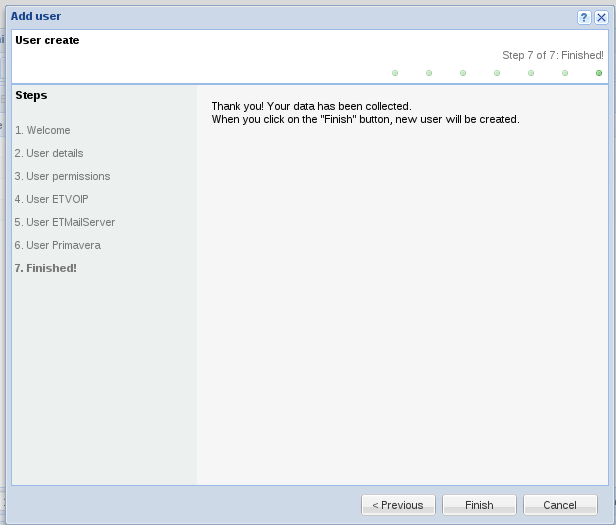 Add user
User create
Step 7 of 7: Finished!
Steps
1. Welcome
2. User details
3. User permissions
4. User ETVOIP
5. User ETMailServer
6. User Primavera
7. Finished!
Thank you! Your data has been collected.
When you click on the "Finish" button, new user will be created.
< Previous
Finish
Cancel